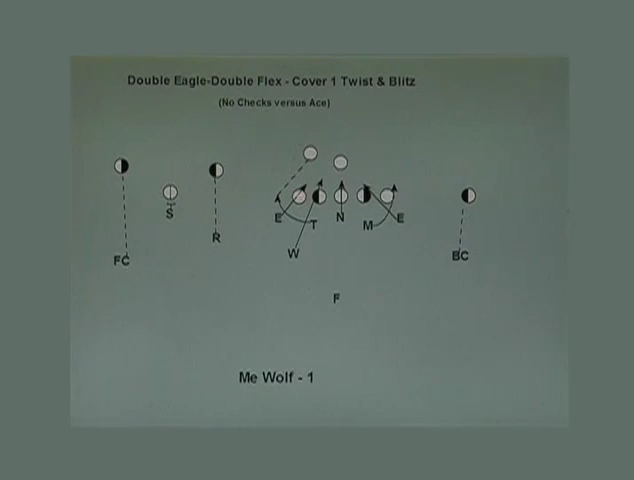 Double Eagle-Double Flex - Cover 1 Twist & Blitz
(No Checks versus Ace)
S
E
T
N
M
E
R
W
FC
BC
F
Me Wolf - 1